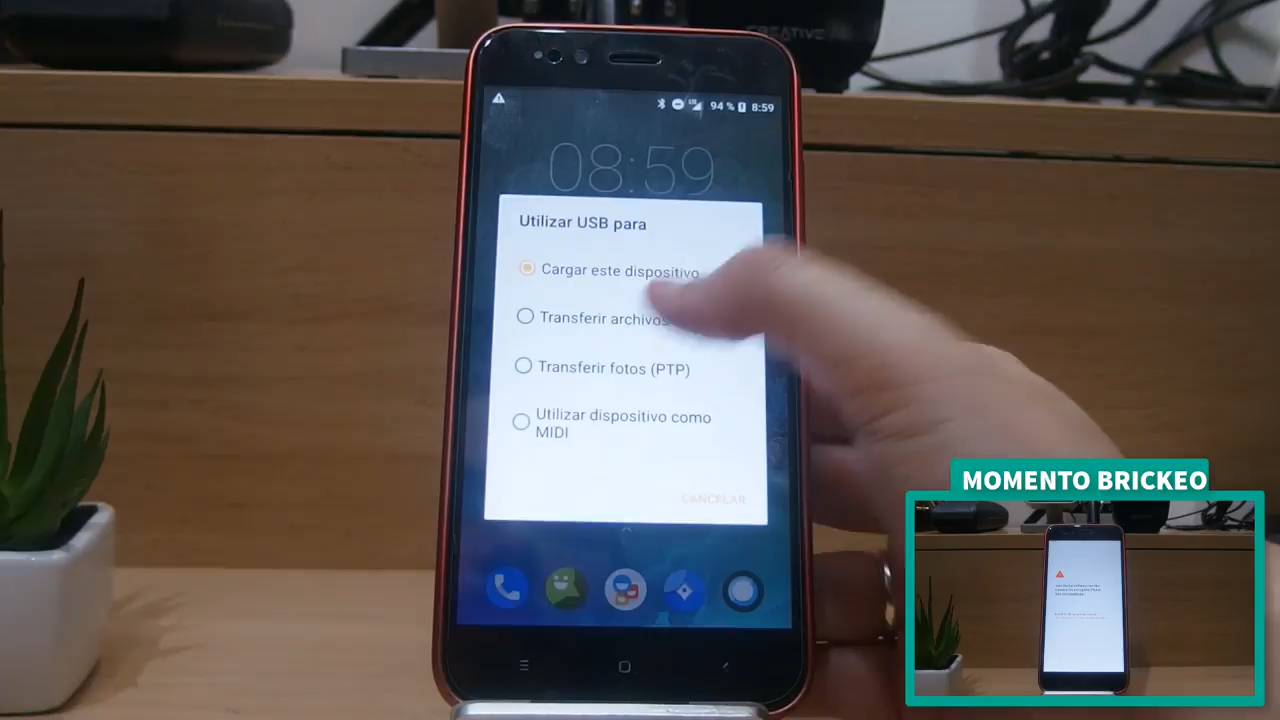 CREATIVE
94 % 8:59
08:59
Utilizar USB para
Cargar este dispositivo
Transferir archivos
Transferir fotos (PTP)
Utilizar dispositivo como
MIDI
CANCELAR
MOMENTO BRICKEO